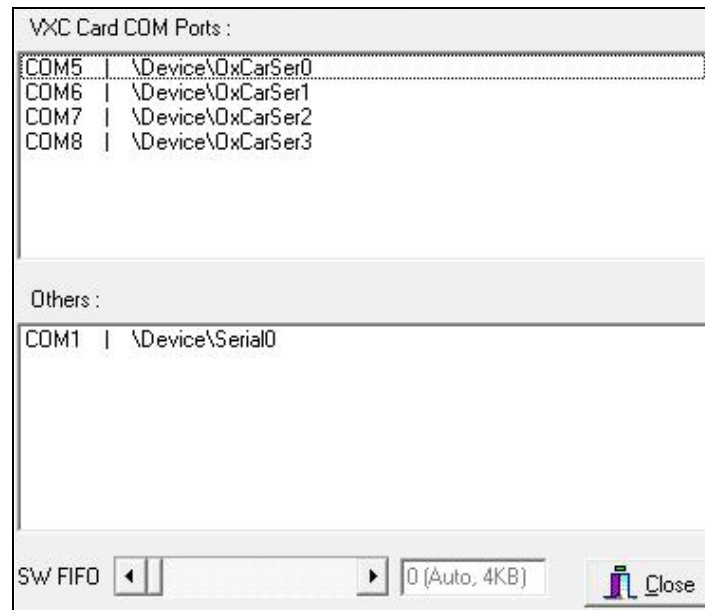 VXC Card COM Ports :
COM5 | \Device\OxCarSer0
COM6 | \Device\OxCarSer1
COM7 | \Device\OxCarSer2
COM8 | \Device\OxCarSer3
Others :
COM1 | \Device\Serial0
SW FIFO 0 (Auto, 4KB) Close